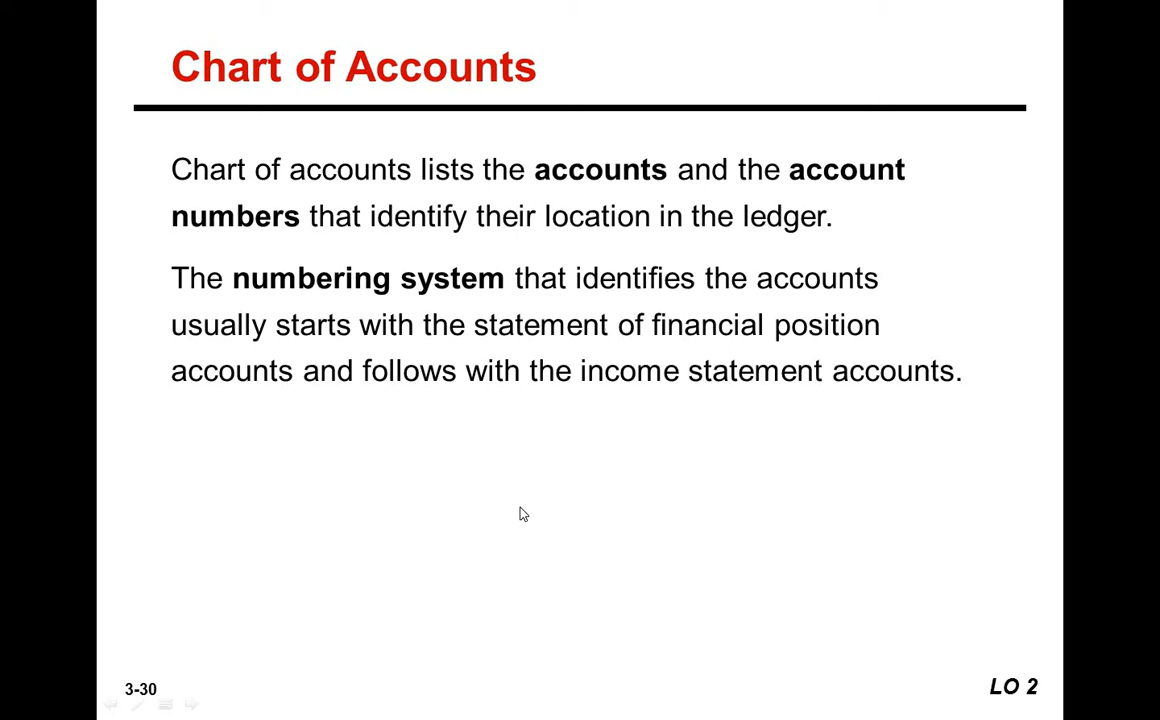 Chart of Accounts
Chart of accounts lists the accounts and the account
numbers that identify their location in the ledger.
The numbering system that identifies the accounts
usually starts with the statement of financial position
accounts and follows with the income statement accounts.
3-30
LO 2